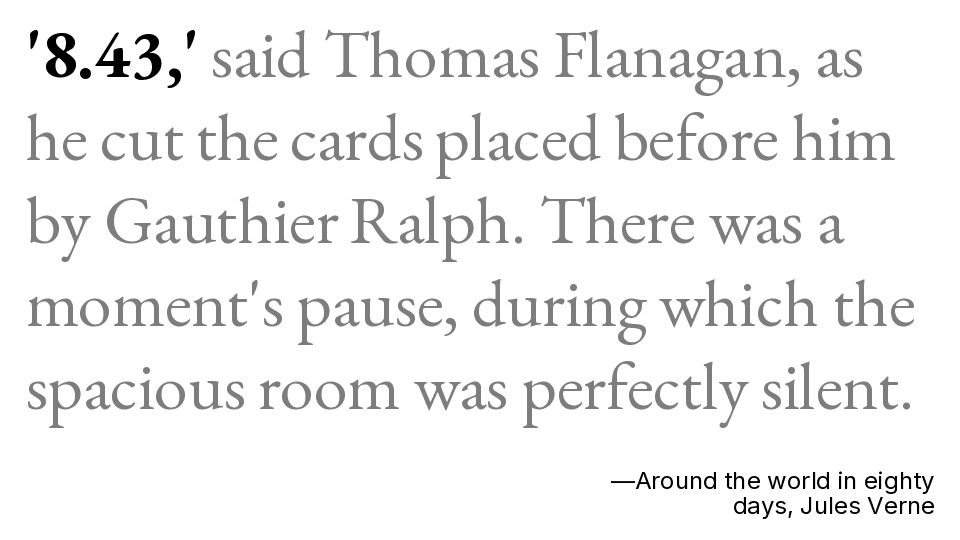 '8.43,' said Thomas Flanagan, as
he cut the cards placed before him
by Gauthier Ralph. There was a
moment's pause, during which the
spacious room was perfectly silent.
—Around the world in eighty
days, Jules Verne